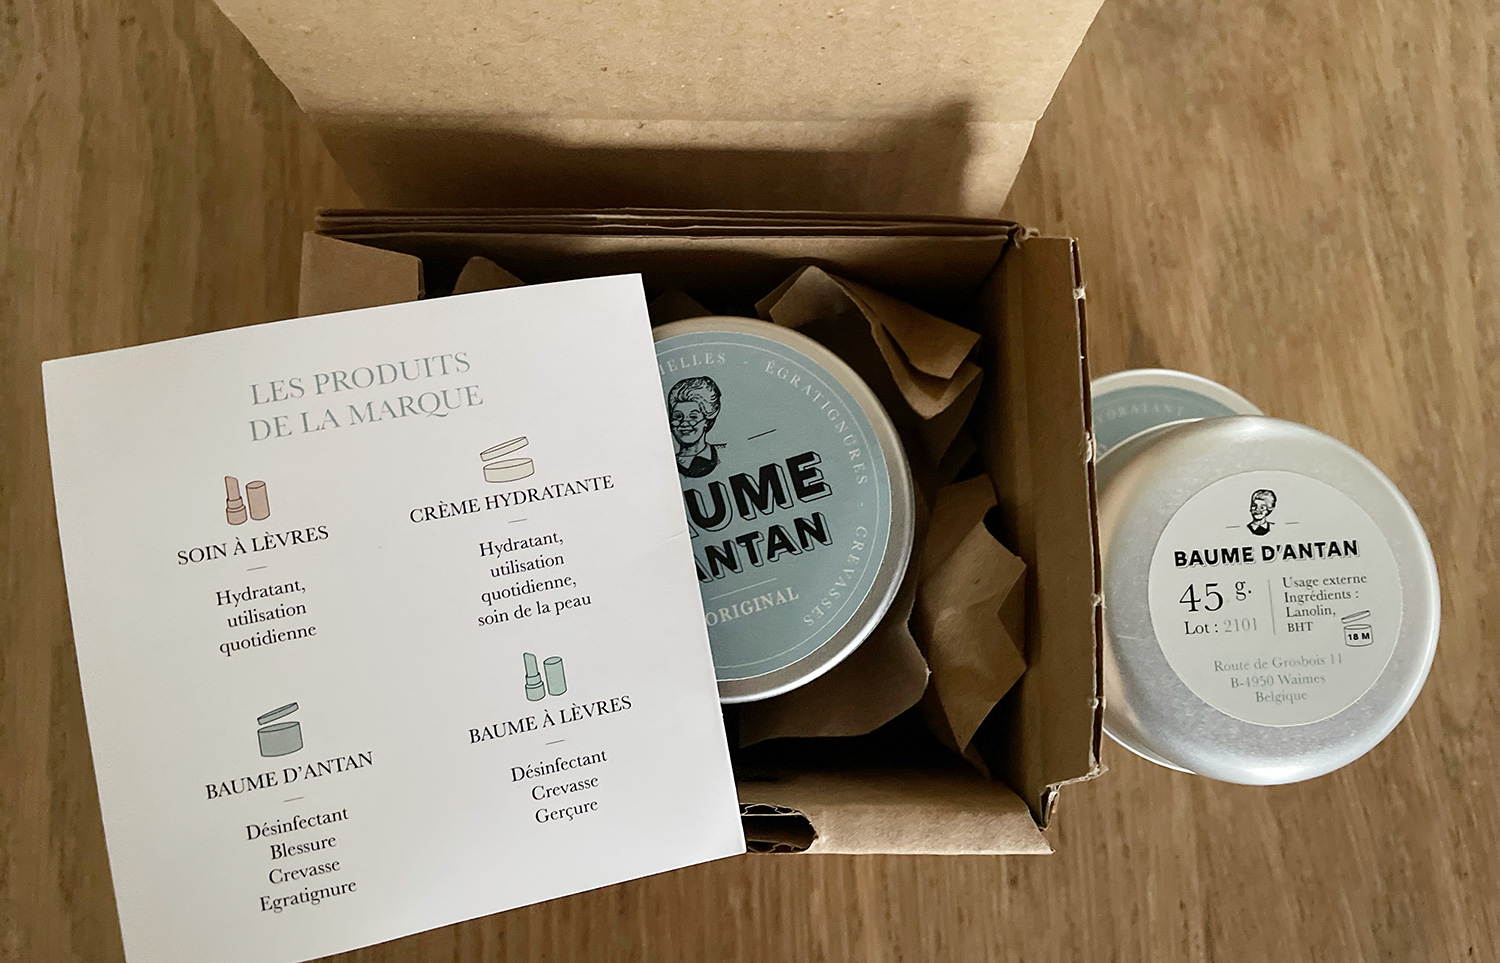 LES PRODUITS
DE LA MARQUE
SOIN À LÈVRES
Hydratant,
utilisation
quotidienne
CRÈME HYDRATANTE
Hydratant,
utilisation
quotidienne,
soin de la peau
BAUME D'ANTAN
Désinfectant
Blessure
Crevasse
Egratignure
BAUME À LÈVRES
Désinfectant
Crevasse
Gerçure
- ÉGRATIGNURES - CREVASSES
ORIGINAL
BAUME D'ANTAN
45 g.
Lot : 2101
Usage externe
Ingrédients :
Lanolin,
BHT
18 M
Route de Grosbois 11
B-4950 Waimes
Belgique